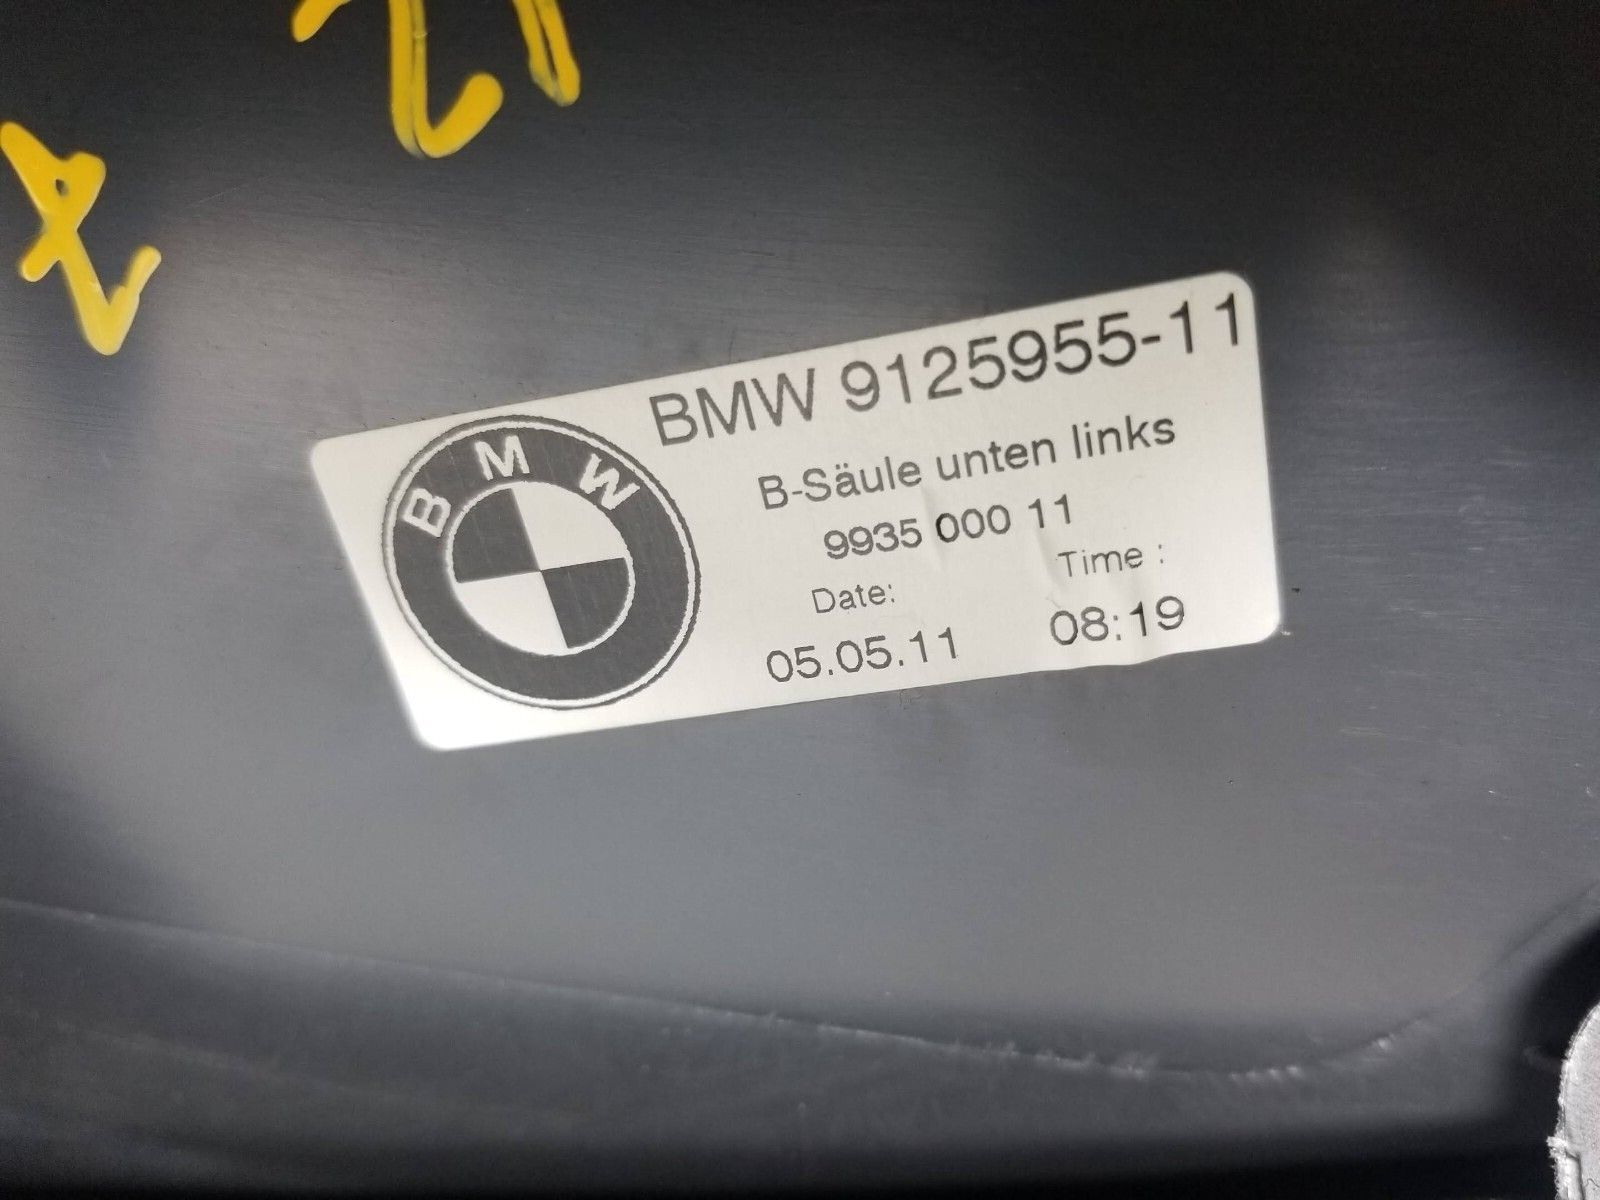 BMW 9125955-11
BMW
B-Säule unten links
9935 000 11
Date: Time :
05.05.11 08:19